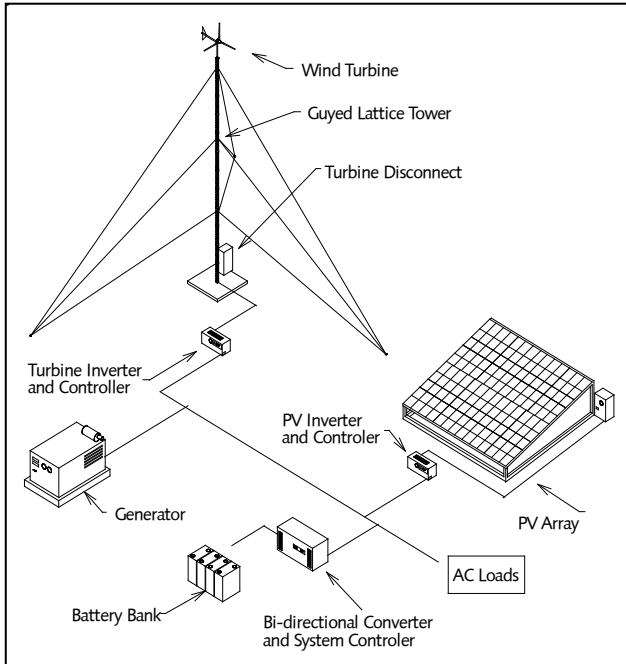 Wind Turbine
Guyed Lattice Tower
Turbine Disconnect
Turbine Inverter
and Controller
PV Inverter
and Controler
Generator
PV Array
AC Loads
Battery Bank
Bi-directional Converter
and System Controler